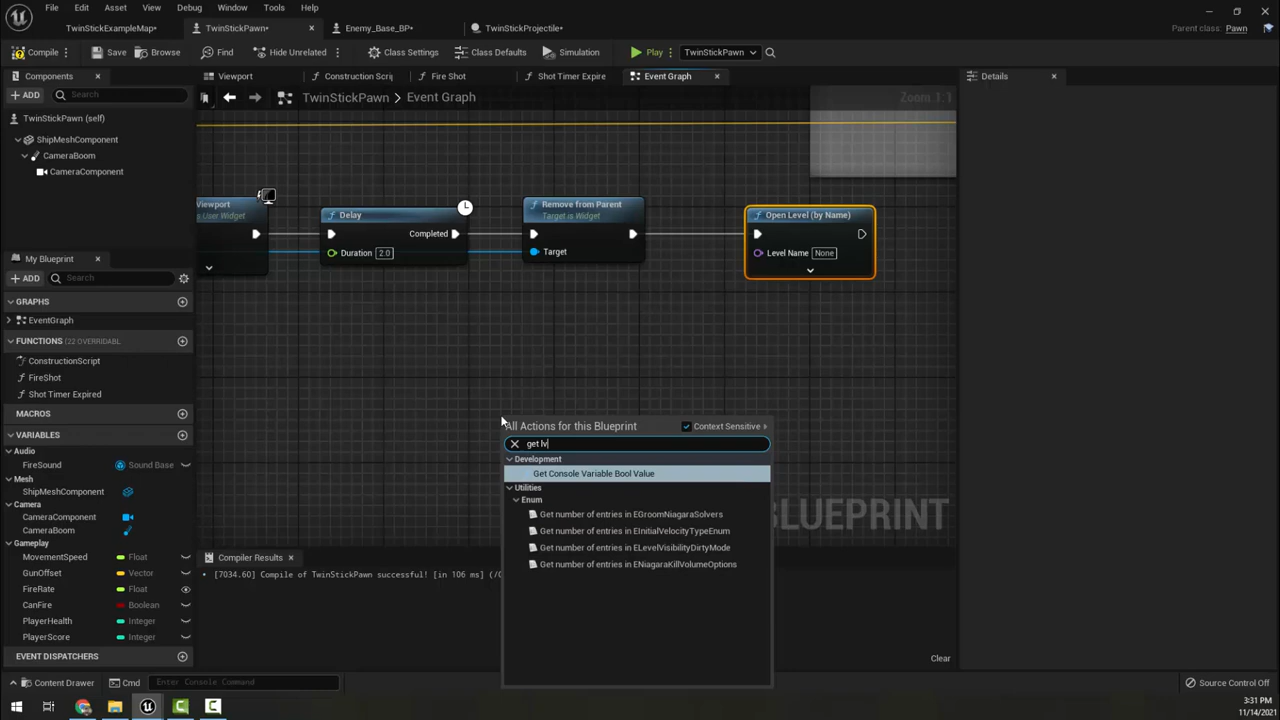 File Edit Asset View Debug Window Tools Help
TwinStickExampleMap• TwinStickPawn• Enemy_Base_BP• TwinStickProjectile•
Parent class: Pawn
Compile Save Browse Find Hide Unrelated Class Settings Class Defaults Simulation Play TwinStickPawn
Components Viewport Construction Scrip Fire Shot Shot Timer Expire Event Graph Details
ADD Search
TwinStickPawn > Event Graph Zoom 1:1
TwinStickPawn (self)
ShipMeshComponent
CameraBoom
CameraComponent
Viewport
s User Widget
Delay
Completed
Duration 2.0
Remove from Parent
Target is Widget
Target
Open Level (by Name)
Level Name None
My Blueprint
ADD Search
GRAPHS
EventGraph
FUNCTIONS (22 OVERRIDABL
ConstructionScript
FireShot
Shot Timer Expired
MACROS
VARIABLES
Audio
FireSound Sound Base
Mesh
ShipMeshComponent
Camera
CameraComponent
CameraBoom
Gameplay
MovementSpeed Float
GunOffset Vector
FireRate Float
CanFire Boolean
PlayerHealth Integer
PlayerScore Integer
EVENT DISPATCHERS
All Actions for this Blueprint Context Sensitive
get lv
Development
Get Console Variable Bool Value
Utilities
Enum
Get number of entries in EGroomNiagaraSolvers
Get number of entries in EInitialVelocityTypeEnum
Get number of entries in ELevelVisibilityDirtyMode
Get number of entries in ENiagaraKillVolumeOptions
BLUEPRINT
Compiler Results
[7034.60] Compile of TwinStickPawn successful! [in 106 ms] (/G
Clear
Content Drawer Cmd Enter Console Command Source Control Off
3:31 PM
11/14/2021